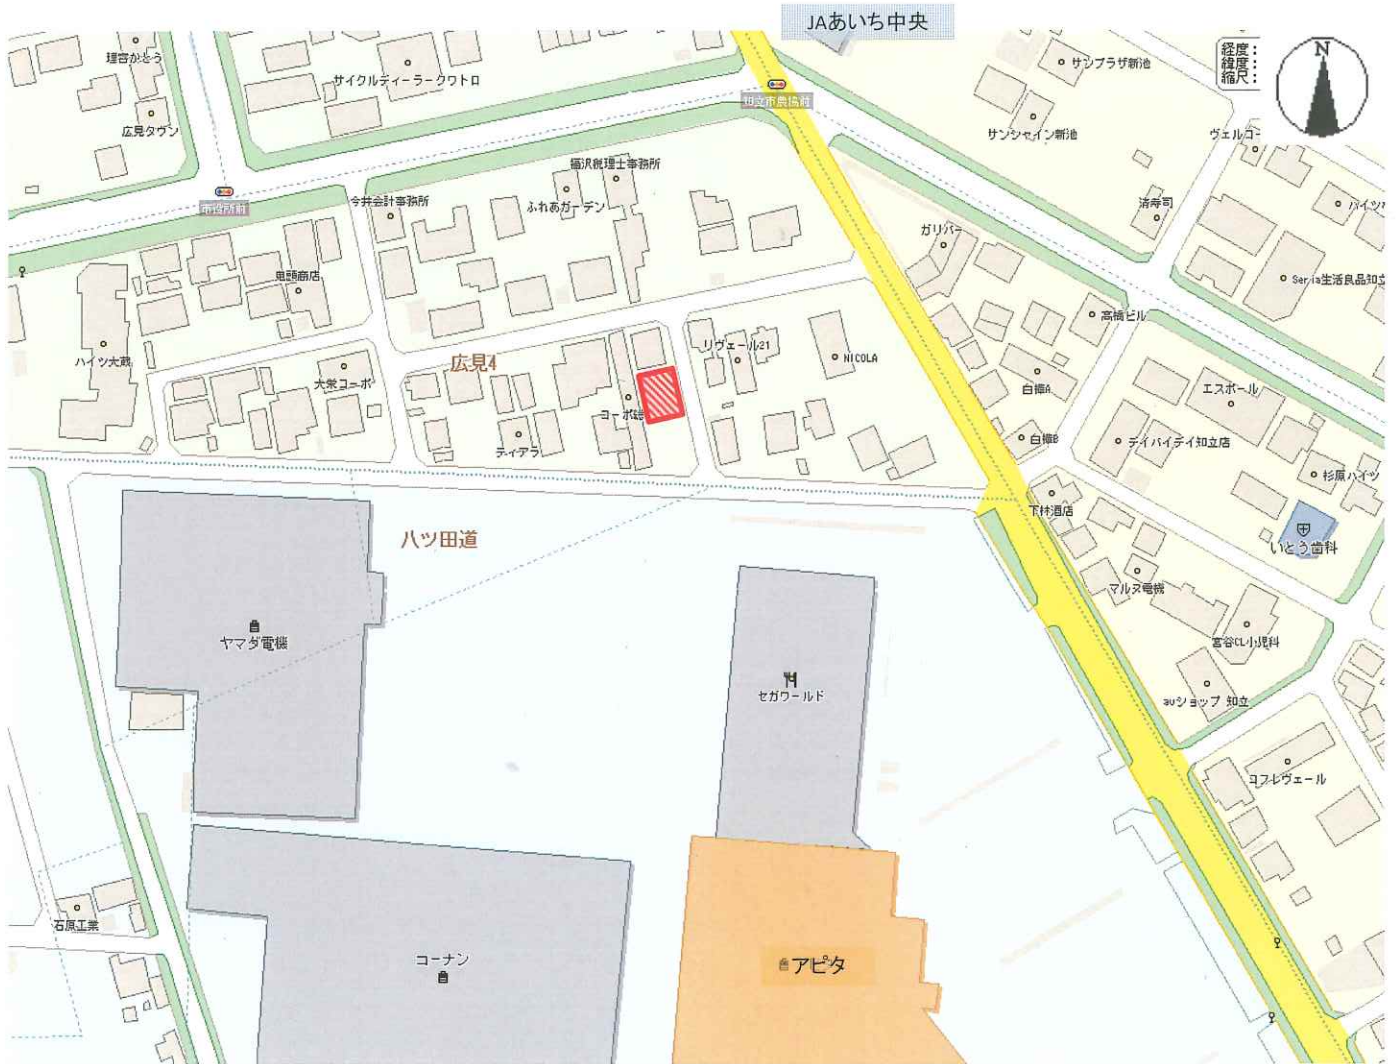 JAあいち中央
経度：
緯度：
縮尺：
N
理容かとう
サイクルディーラークワトロ
サンプラザ新池
知立市農協前
広見タウン
サンシャイン新池
ヴェルコー
福沢税理士事務所
市役所前
今井会計事務所
ふれあガーデン
済寿司
ハイツ
ガリバー
鬼頭商店
Seria生活良品知立
高橋ビル
ハイツ大蔵
リヴェール21
NICOLA
広見4
大栄コーポ
白樺A
エスポール
コーポ
ティアラ
白樺B
デイバイデイ知立店
杉原ハイツ
下林酒店
八ツ田道
いとう歯科
マルヌ電機
ヤマダ電機
宮谷CL小児科
セガワールド
auショップ 知立
コフレヴェール
石原工業
コーナン
アピタ